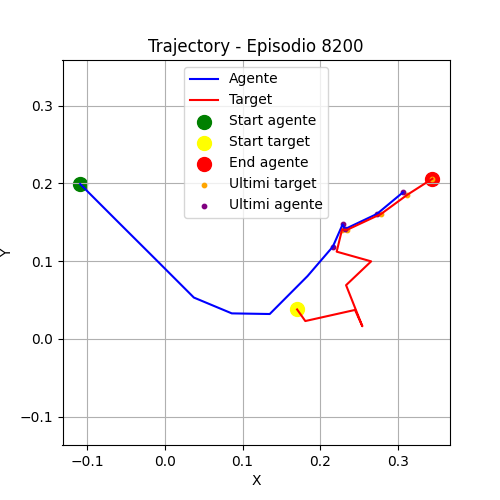 Trajectory - Episodio 8200
Agente
Target
Start agente
Start target
End agente
Ultimi target
Ultimi agente
0.3
0.2
0.1
0.0
−0.1
Y
−0.1
0.0
0.1
0.2
0.3
X